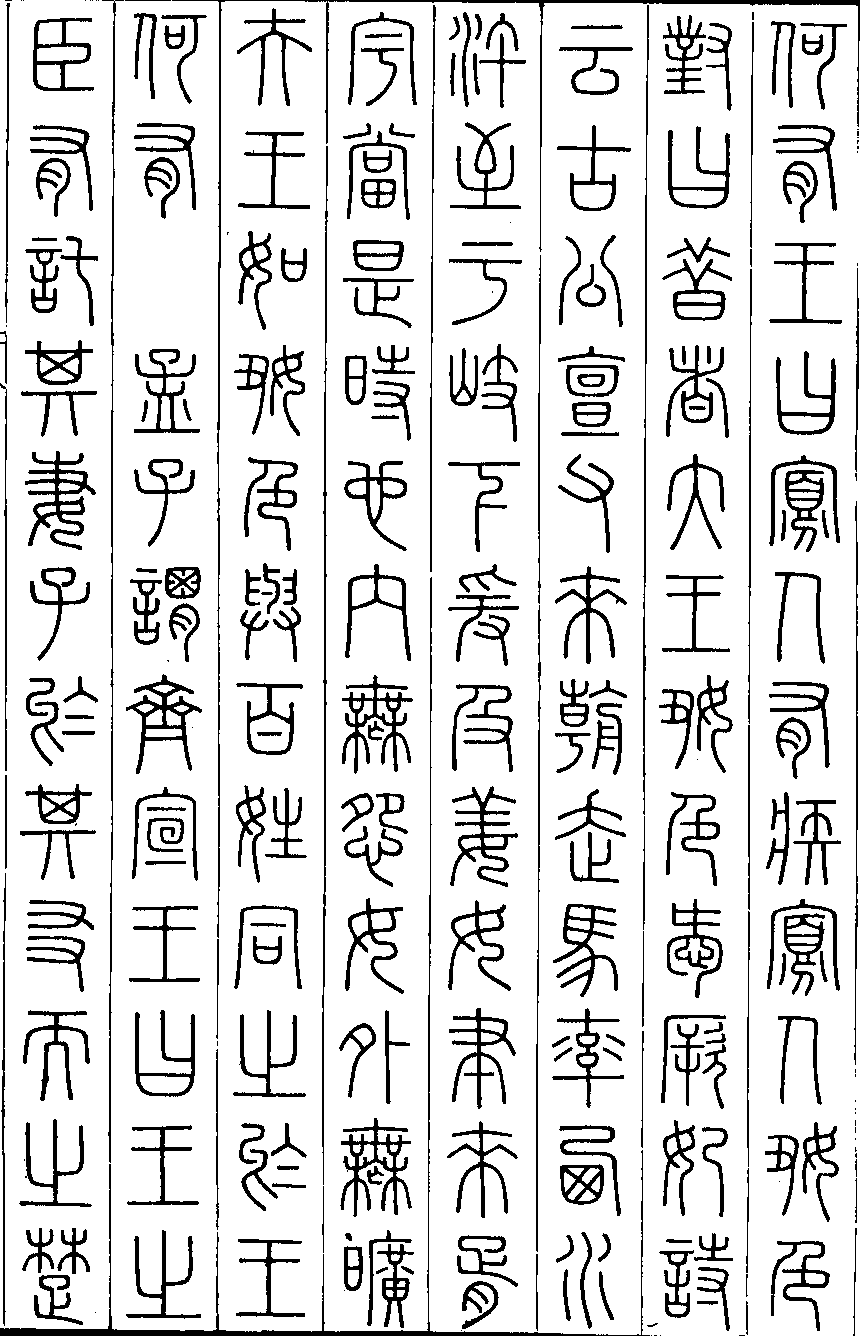 何有王曰寡人有疾寡人好色
對曰昔者大王好色愛厥妃詩
云古公亶父來朝走馬率西水
滸至于岐下爰及姜女聿來胥
宇當是時也內無怨女外無曠
夫王如好色與百姓同之於王
何有　孟子謂齊宣王曰王之
臣有託其妻子於其友而之楚